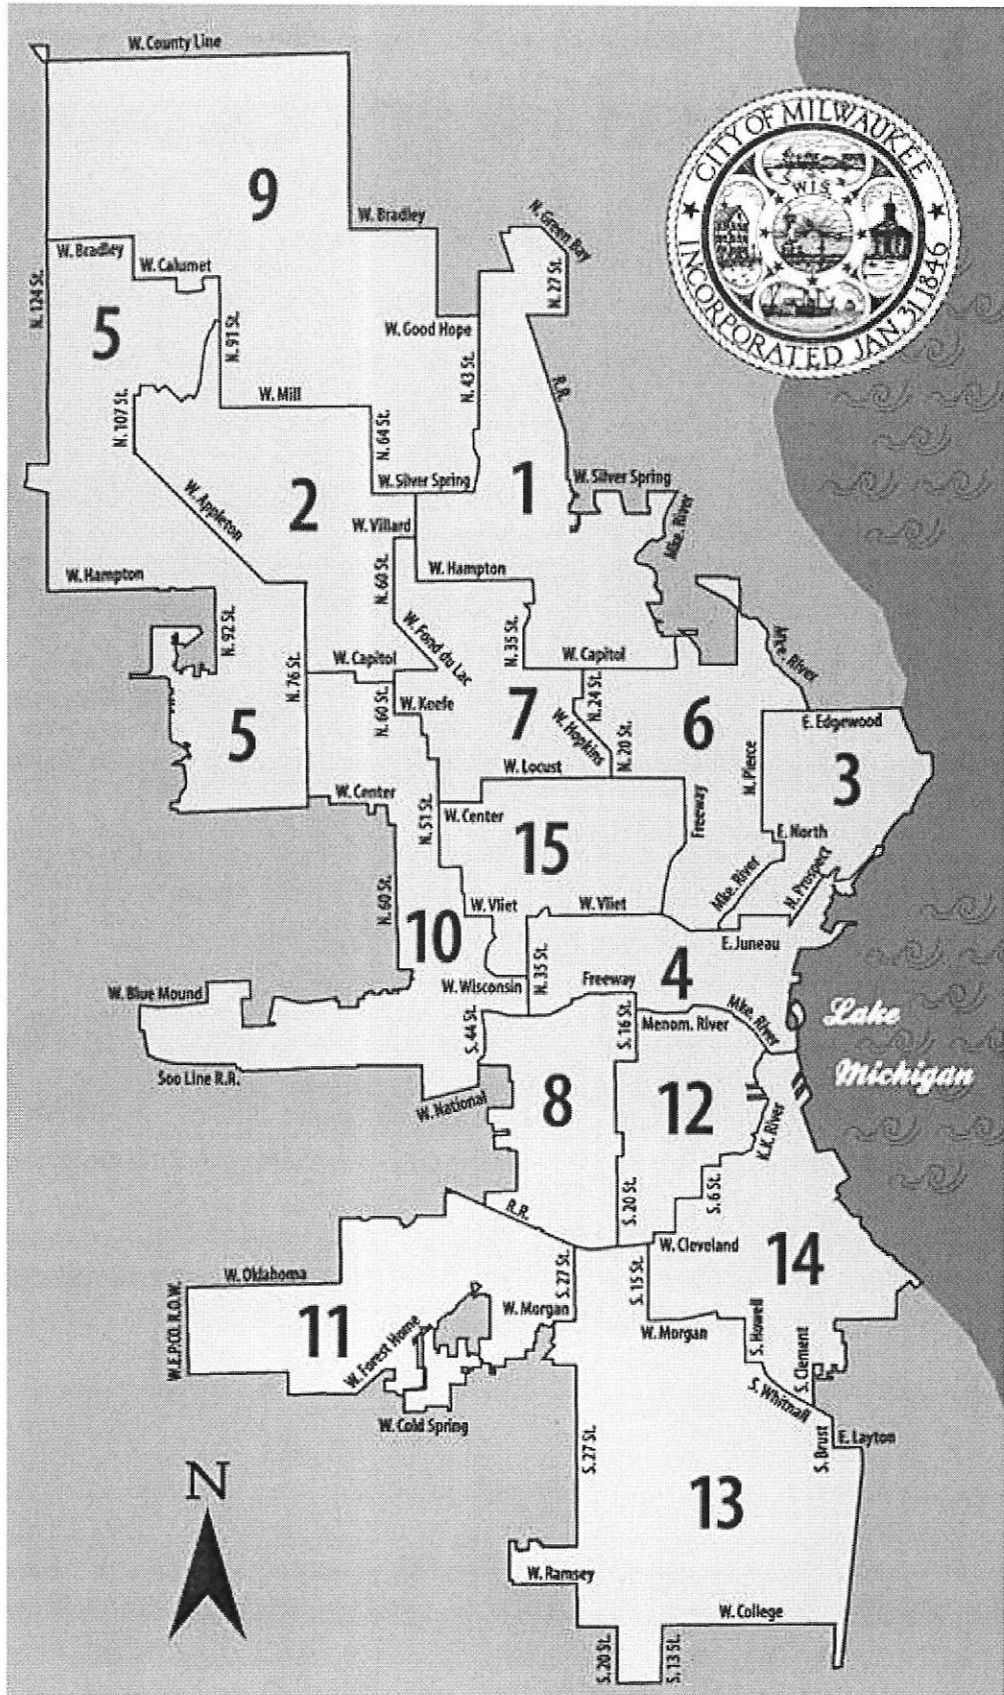 W. County Line
CITY OF MILWAUKEE
WIS
INCORPORATED JAN. 31 1846
9
W. Bradley
N. Green Bay
W. Bradley
W. Calumet
N. 124 St.
N. 27 St.
5
N. 91 St.
W. Good Hope
N. 43 St.
R.R.
W. Mill
N. 107 St.
N. 64 St.
W. Silver Spring
1
W. Silver Spring
2
W. Appleton
W. Villard
Mke. River
W. Hampton
N. 60 St.
W. Hampton
N. 92 St.
W. Fond du Lac
N. 35 St.
Mke. River
W. Capitol
W. Capitol
N. 76 St.
N. 60 St.
W. Keefe
N. 24 St.
7
6
5
W. Hopkins
N. 20 St.
E. Edgewood
N. Pierce
3
W. Locust
W. Center
N. 51 St.
W. Center
Freeway
15
E. North
Mke. River
N. Prospect
N. 60 St.
10
W. Vliet
W. Vliet
E. Juneau
4
W. Blue Mound
W. Wisconsin
N. 35 St.
Freeway
S. 44 St.
S. 16 St.
Menom. River
Mke. River
Lake
Michigan
Soo Line R.R.
W. National
8
12
K.K. River
R.R.
S. 20 St.
S. 6 St.
W. Cleveland
14
W. Oklahoma
S. 27 St.
S. 15 St.
W.E.P.CO. R.O.W.
11
W. Forest Home
W. Morgan
W. Morgan
S. Howell
S. Clement
W. Cold Spring
S. Whitnall
S. Brust
E. Layton
S. 27 St.
N
13
W. Ramsey
W. College
S. 20 St.
S. 13 St.